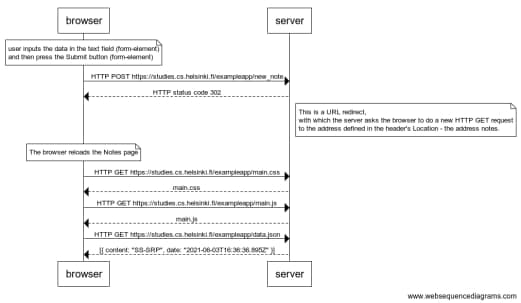 browser
server
user inputs the data in the text field (form-element)
and then press the Submit button (form-element)
HTTP POST https://studies.cs.helsinki.fi/exampleapp/new_note
HTTP status code 302
This is a URL redirect,
with which the server asks the browser to do a new HTTP GET request
to the address defined in the header's Location - the address notes.
The browser reloads the Notes page
HTTP GET https://studies.cs.helsinki.fi/exampleapp/main.css
main.css
HTTP GET https://studies.cs.helsinki.fi/exampleapp/main.js
main.js
HTTP GET https://studies.cs.helsinki.fi/exampleapp/data.json
[{ content: "SS-SRP", date: "2021-06-03T16:36:36.895Z" }]
browser
server
www.websequencediagrams.com